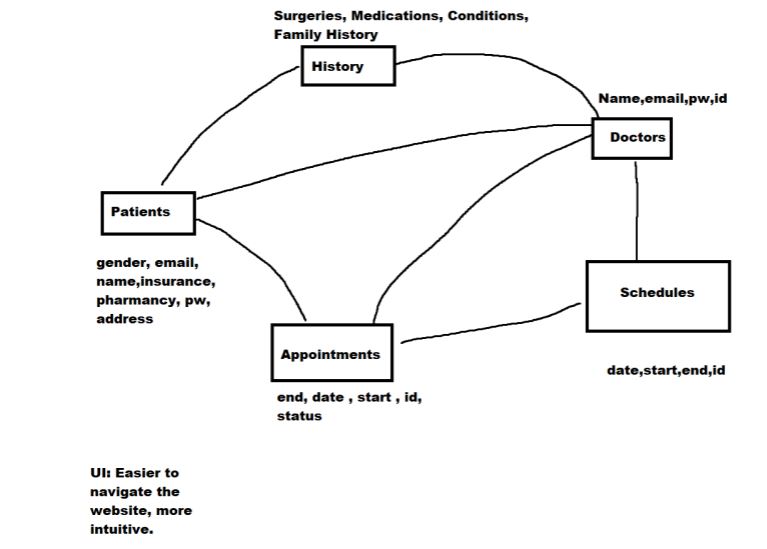 Surgeries, Medications, Conditions,
Family History
History
Name,email,pw,id
Doctors
Patients
gender, email,
name,insurance,
pharmancy, pw,
address
Schedules
date,start,end,id
Appointments
end, date , start , id,
status
UI: Easier to
navigate the
website, more
intuitive.